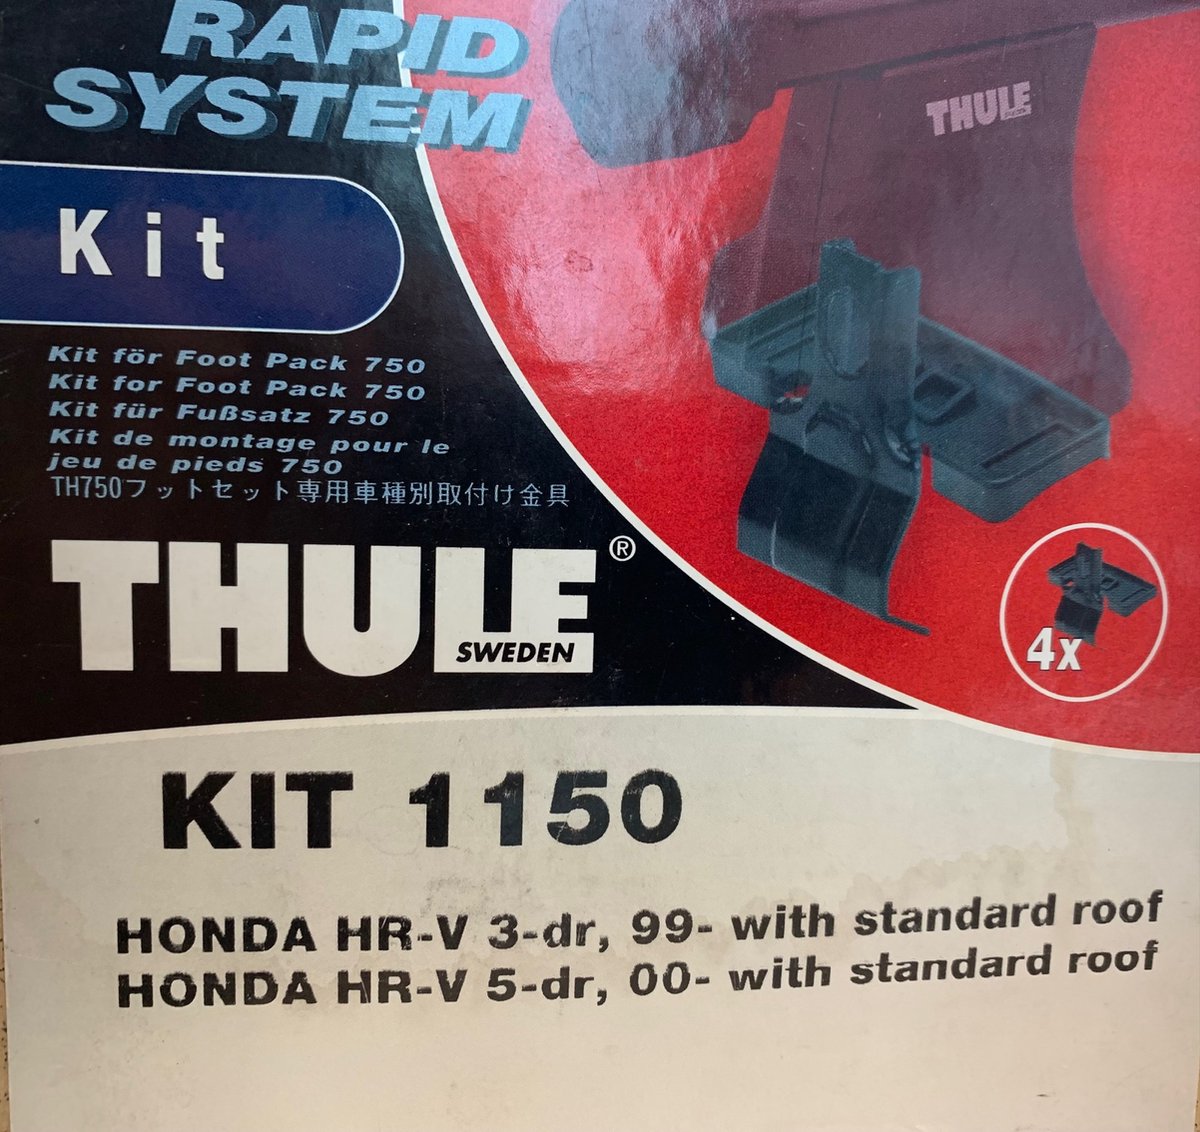 RAPID
SYSTEM
THULE
Kit
Kit för Foot Pack 750
Kit for Foot Pack 750
Kit für Fußsatz 750
Kit de montage pour le
jeu de pieds 750
TH750フットセット専用車種別取付け金具
THULE®
SWEDEN
4x
KIT 1150
HONDA HR-V 3-dr, 99- with standard roof
HONDA HR-V 5-dr, 00- with standard roof